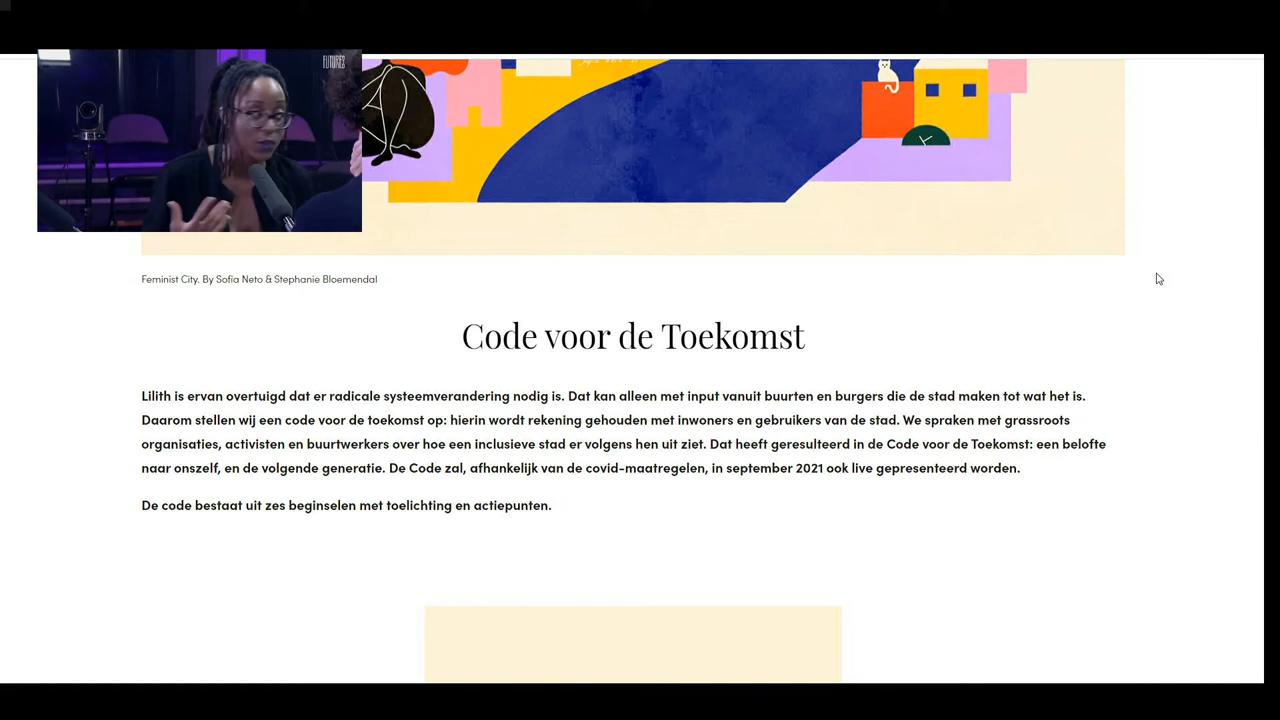 FUTURES
Feminist City. By Sofia Neto & Stephanie Bloemendal
Code voor de Toekomst
Lilith is ervan overtuigd dat er radicale systeemverandering nodig is. Dat kan alleen met input vanuit buurten en burgers die de stad maken tot wat het is.
Daarom stellen wij een code voor de toekomst op: hierin wordt rekening gehouden met inwoners en gebruikers van de stad. We spraken met grassroots
organisaties, activisten en buurtwerkers over hoe een inclusieve stad er volgens hen uit ziet. Dat heeft geresulteerd in de Code voor de Toekomst: een belofte
naar onszelf, en de volgende generatie. De Code zal, afhankelijk van de covid-maatregelen, in september 2021 ook live gepresenteerd worden.
De code bestaat uit zes beginselen met toelichting en actiepunten.